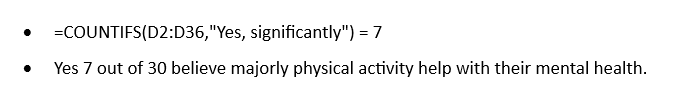 • =COUNTIFS(D2:D36,"Yes, significantly") = 7
• Yes 7 out of 30 believe majorly physical activity help with their mental health.